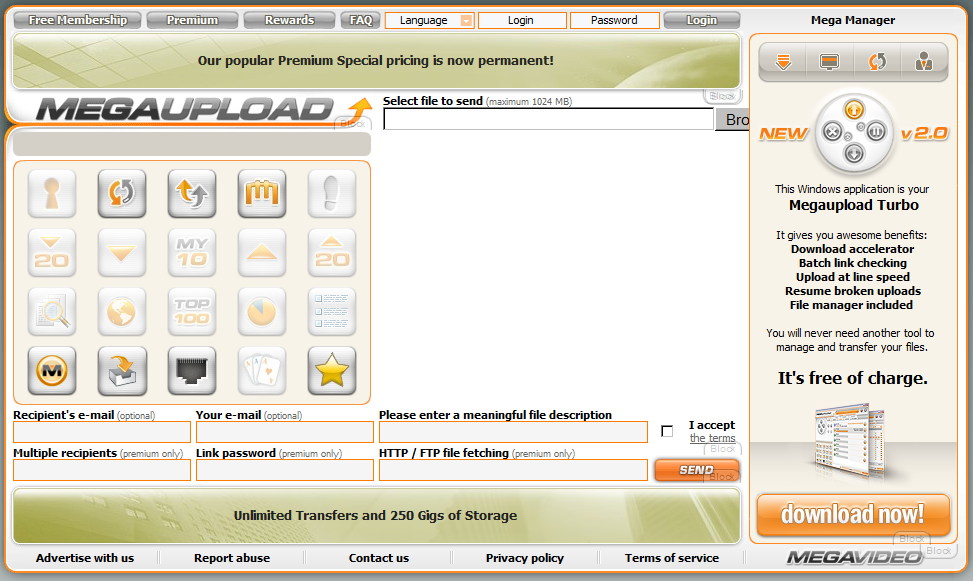 Free Membership Premium Rewards FAQ Language Login Password Login Mega Manager
Our popular Premium Special pricing is now permanent!
Block
MEGAUPLOAD
Block
Select file to send (maximum 1024 MB)
Bro
20
MY 10
20
TOP 100
M
Recipient's e-mail (optional) Your e-mail (optional) Please enter a meaningful file description
I accept
the terms
Block
Multiple recipients (premium only) Link password (premium only) HTTP / FTP file fetching (premium only)
SEND
Block
Unlimited Transfers and 250 Gigs of Storage
Advertise with us Report abuse Contact us Privacy policy Terms of service
NEW v 2.0
This Windows application is your
Megaupload Turbo
It gives you awesome benefits:
Download accelerator
Batch link checking
Upload at line speed
Resume broken uploads
File manager included
You will never need another tool to
manage and transfer your files.
It's free of charge.
download now!
Block
Block
MEGAVIDEO